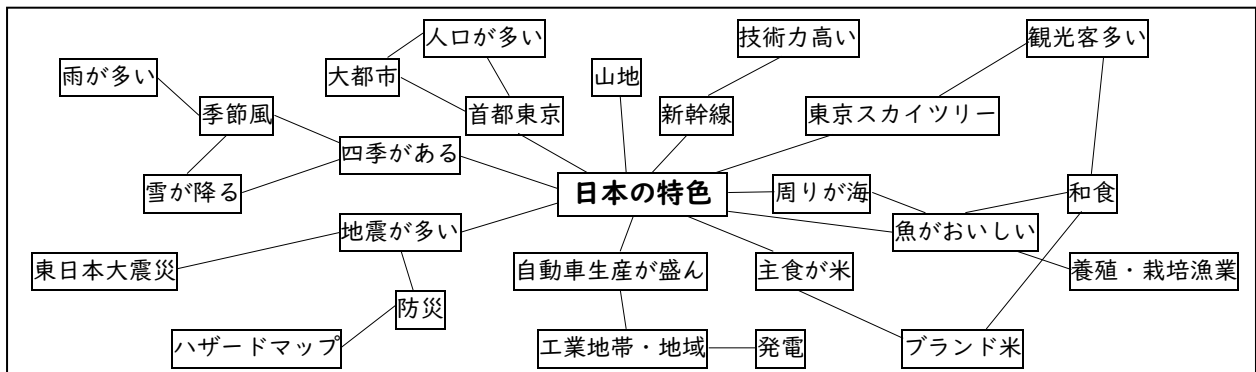 人口が多い
技術力高い
観光客多い
雨が多い
大都市
山地
季節風
首都東京
新幹線
東京スカイツリー
四季がある
雪が降る
日本の特色
周りが海
和食
地震が多い
魚がおいしい
東日本大震災
自動車生産が盛ん
主食が米
養殖・栽培漁業
防災
ハザードマップ
工業地帯・地域
発電
ブランド米